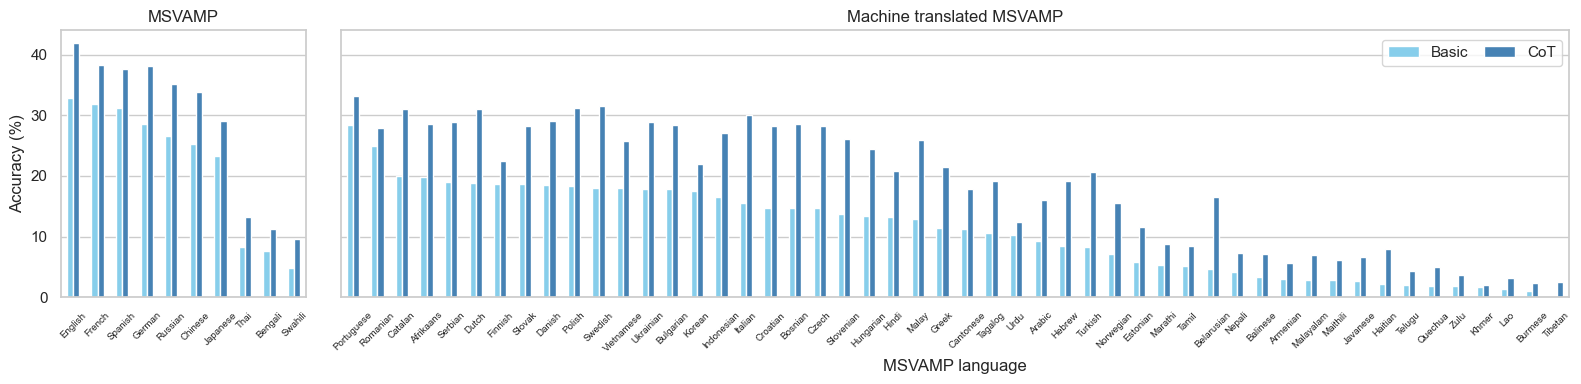 MSVAMP
Machine translated MSVAMP
Accuracy (%)
40
30
20
10
0
Basic CoT
English French Spanish German Russian Chinese Japanese Thai Bengali Swahili
Portuguese Romanian Catalan Afrikaans Serbian Dutch Finnish Slovak Danish Polish Swedish Vietnamese Ukrainian Bulgarian Korean Indonesian Italian Croatian Bosnian Czech Slovenian Hungarian Hindi Malay Greek Cantonese Tagalog Urdu Arabic Hebrew Turkish Norwegian Estonian Marathi Tamil Belarusian Nepali Balinese Armenian Malayalam Maithili Javanese Haitian Telugu Quechua Zulu Khmer Lao Burmese Tibetan
MSVAMP language